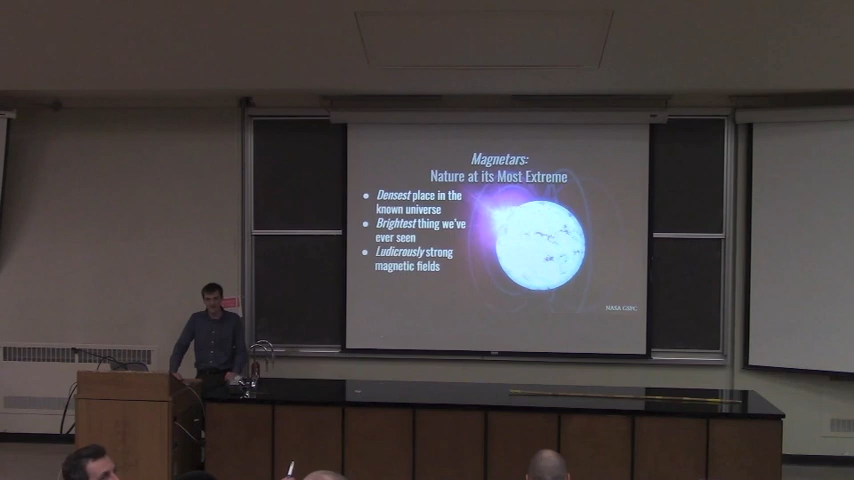 Magnetars:
Nature at its Most Extreme
● Densest place in the
known universe
● Brightest thing we've
ever seen
● Ludicrously strong
magnetic fields
NASA GSFC